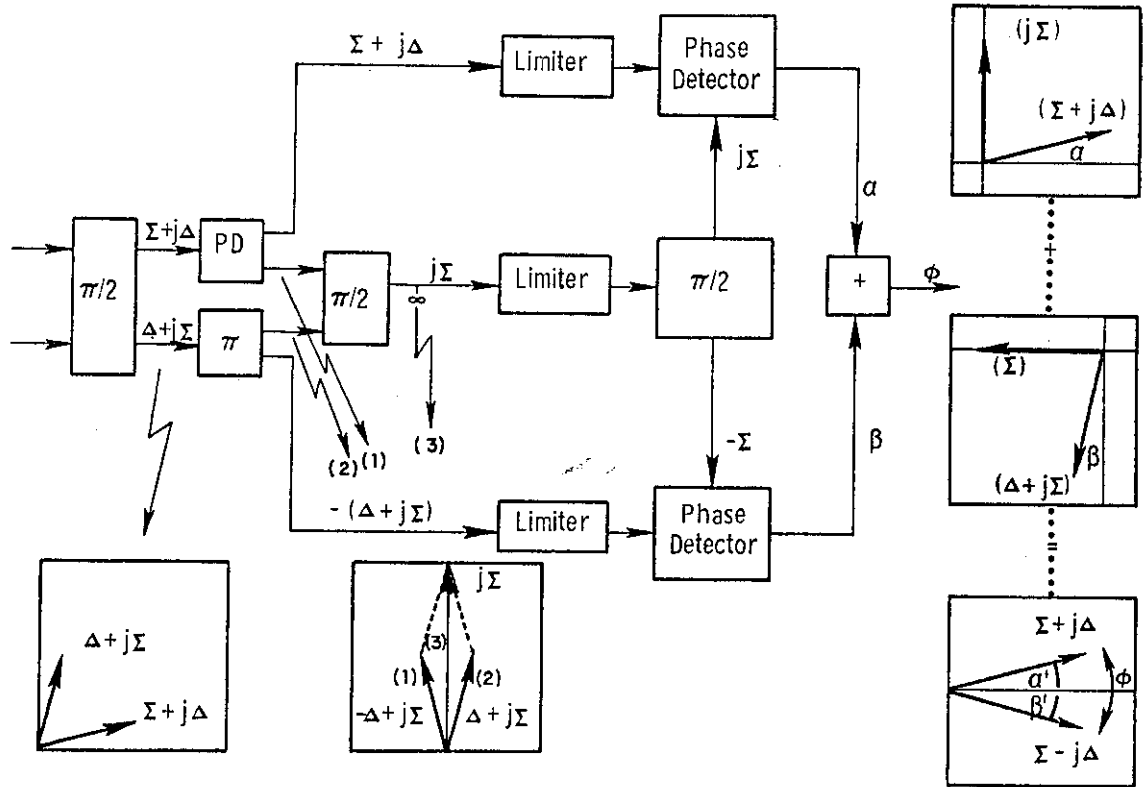 Σ + jΔ
Limiter
Phase
Detector
(jΣ)
(Σ + jΔ)
α
jΣ
α
Σ+jΔ
PD
π/2
Δ+jΣ
π
π/2
jΣ
∞
Limiter
π/2
+
ϕ
+
(Σ)
β
(Δ+jΣ)
(2)
(1)
(3)
-Σ
β
- (Δ+jΣ)
Limiter
Phase
Detector
=
Δ+jΣ
Σ+jΔ
jΣ
(3)
(1)
(2)
-Δ+jΣ
Δ+jΣ
Σ+jΔ
α'
β'
ϕ
Σ-jΔ